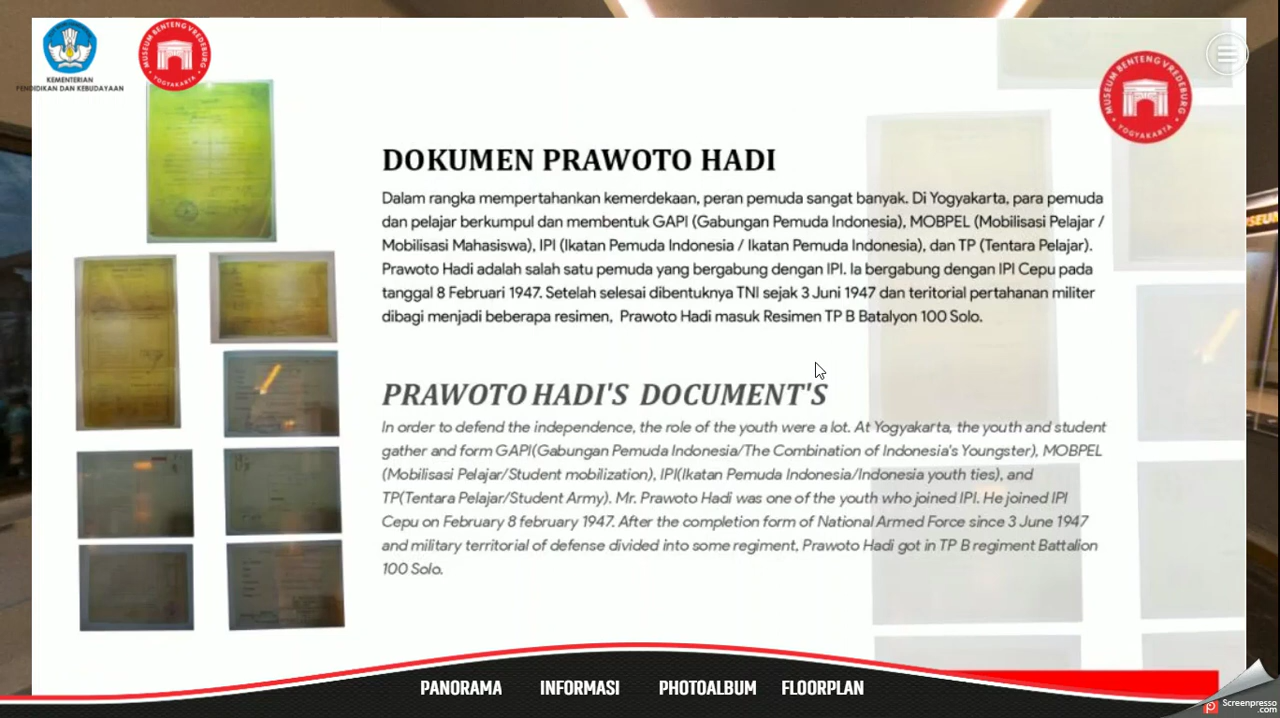 KEMENTERIAN
PENDIDIKAN DAN KEBUDAYAAN
MUSEUM BENTENG VREDEBURG
YOGYAKARTA
MUSEUM BENTENG VREDEBURG
YOGYAKARTA
DOKUMEN PRAWOTO HADI
Dalam rangka mempertahankan kemerdekaan, peran pemuda sangat banyak. Di Yogyakarta, para pemuda
dan pelajar berkumpul dan membentuk GAPI (Gabungan Pemuda Indonesia), MOBPEL (Mobilisasi Pelajar /
Mobilisasi Mahasiswa), IPI (Ikatan Pemuda Indonesia / Ikatan Pemuda Indonesia), dan TP (Tentara Pelajar).
Prawoto Hadi adalah salah satu pemuda yang bergabung dengan IPI. Ia bergabung dengan IPI Cepu pada
tanggal 8 Februari 1947. Setelah selesai dibentuknya TNI sejak 3 Juni 1947 dan teritorial pertahanan militer
dibagi menjadi beberapa resimen, Prawoto Hadi masuk Resimen TP B Batalyon 100 Solo.
PRAWOTO HADI'S DOCUMENT'S
In order to defend the independence, the role of the youth were a lot. At Yogyakarta, the youth and student
gather and form GAPI(Gabungan Pemuda Indonesia/The Combination of Indonesia's Youngster), MOBPEL
(Mobilisasi Pelajar/Student mobilization), IPI(Ikatan Pemuda Indonesia/Indonesia youth ties), and
TP(Tentara Pelajar/Student Army). Mr. Prawoto Hadi was one of the youth who joined IPI. He joined IPI
Cepu on February 8 february 1947. After the completion form of National Armed Force since 3 June 1947
and military territorial of defense divided into some regiment, Prawoto Hadi got in TP B regiment Battalion
100 Solo.
PANORAMA INFORMASI PHOTOALBUM FLOORPLAN
Screenpresso
.com